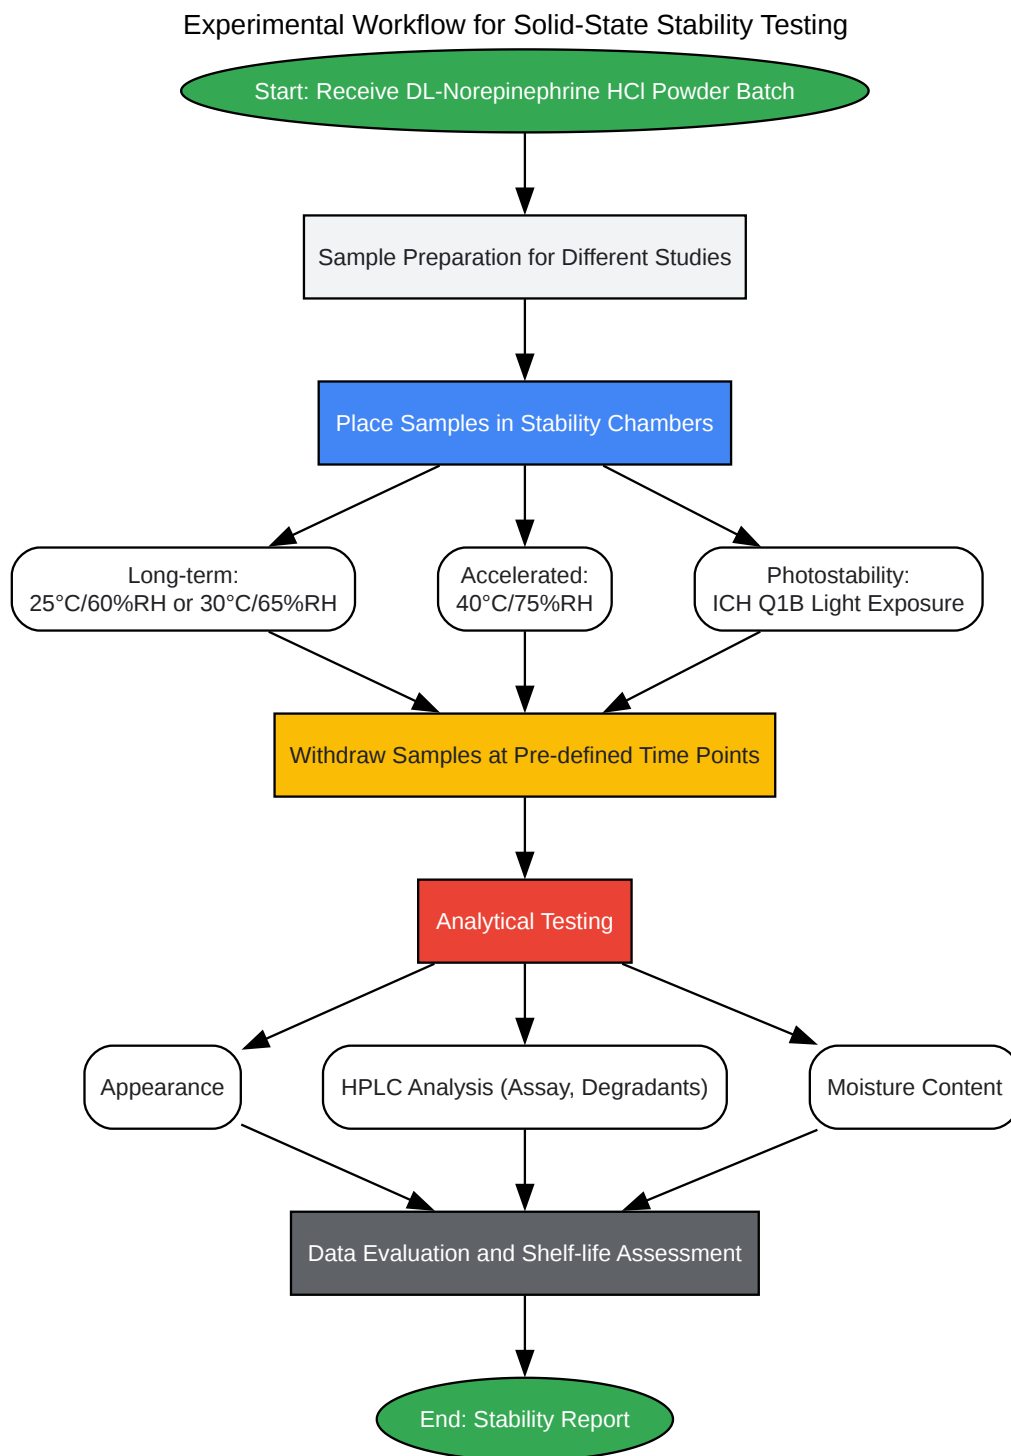 Experimental Workflow for Solid-State Stability Testing
Start: Receive DL-Norepinephrine HCl Powder Batch
Sample Preparation for Different Studies
Place Samples in Stability Chambers
Long-term:
25°C/60%RH or 30°C/65%RH
Accelerated:
40°C/75%RH
Photostability:
ICH Q1B Light Exposure
Withdraw Samples at Pre-defined Time Points
Analytical Testing
Appearance
HPLC Analysis (Assay, Degradants)
Moisture Content
Data Evaluation and Shelf-life Assessment
End: Stability Report